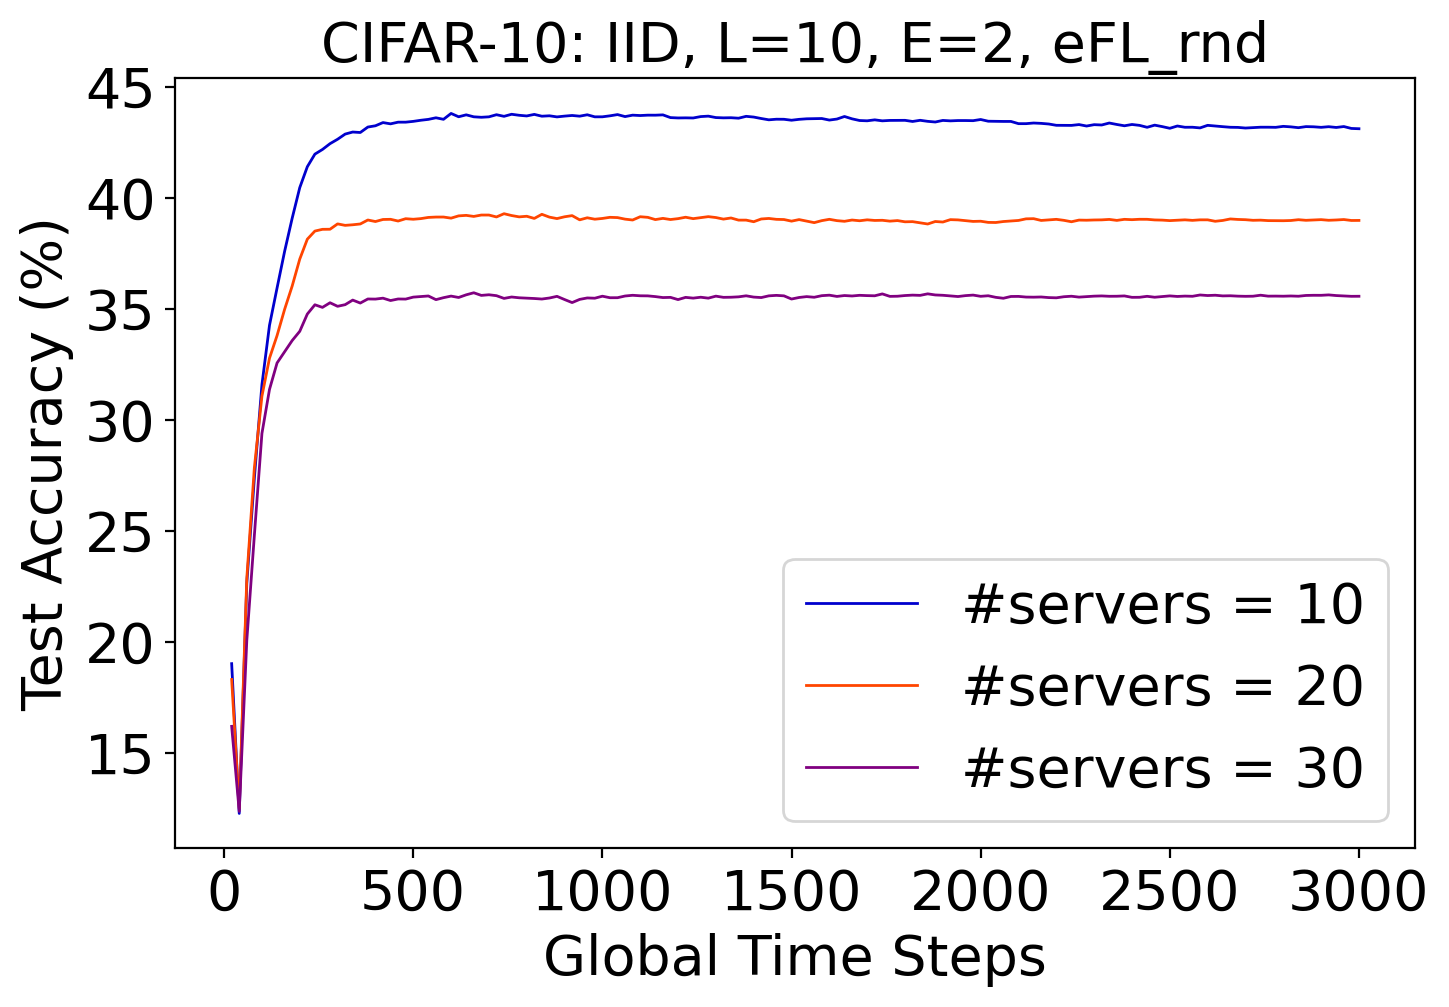 CIFAR-10: IID, L=10, E=2, eFL_rnd
Test Accuracy (%)
45
40
35
30
25
20
15
#servers = 10
#servers = 20
#servers = 30
0 500 1000 1500 2000 2500 3000
Global Time Steps